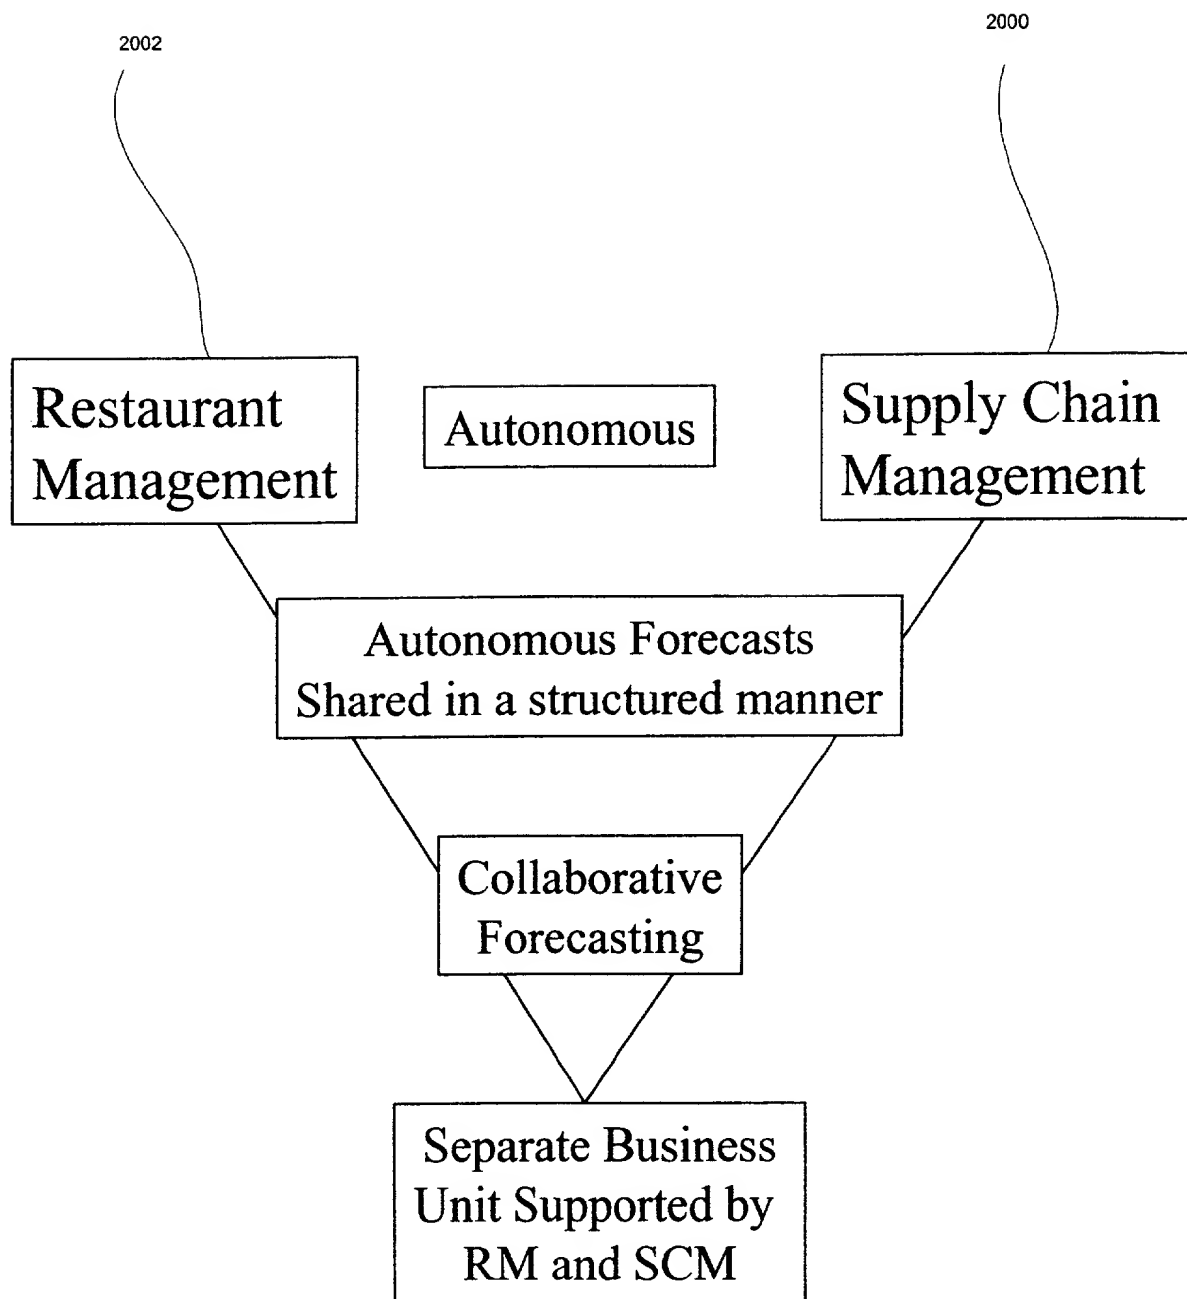 2002
2000
Restaurant
Management
Autonomous
Supply Chain
Management
Autonomous Forecasts
Shared in a structured manner
Collaborative
Forecasting
Separate Business
Unit Supported by
RM and SCM